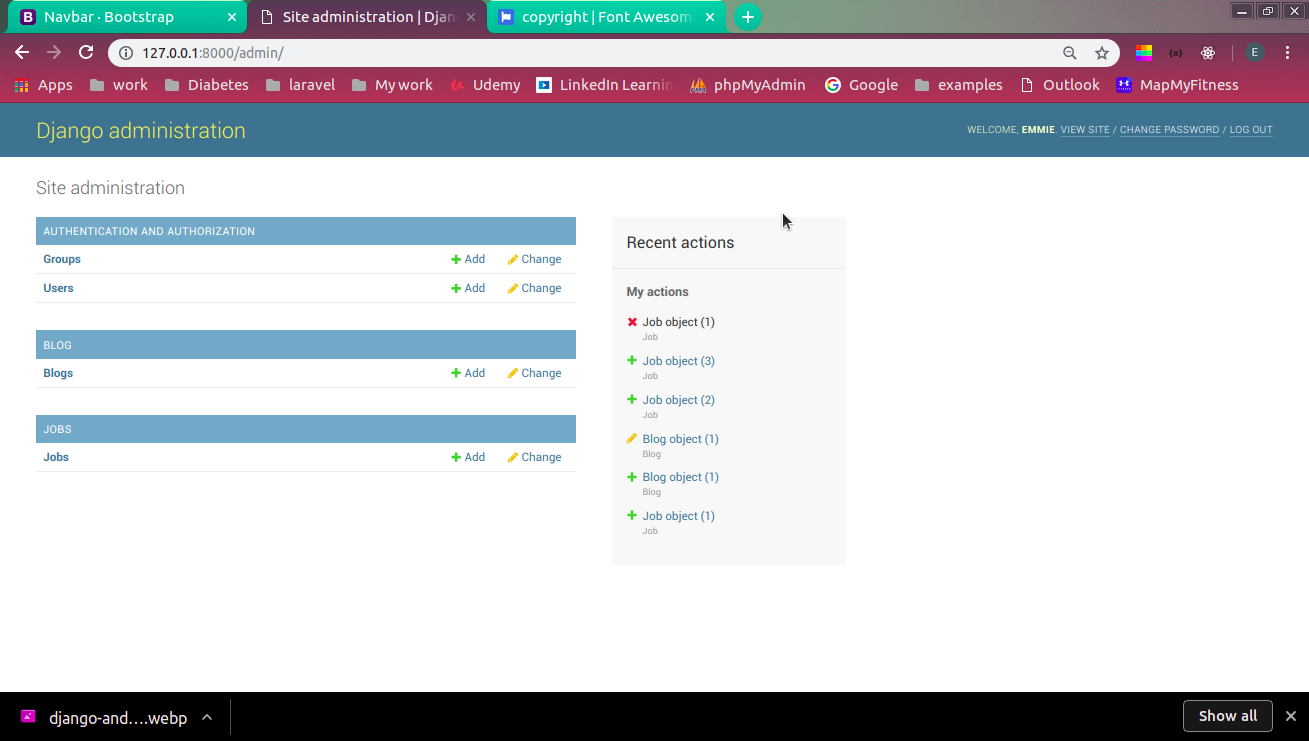 B Navbar · Bootstrap
Site administration | Djan
copyright | Font Awesom
127.0.0.1:8000/admin/
E
Apps work Diabetes laravel My work Udemy LinkedIn Learnin phpMyAdmin Google examples Outlook MapMyFitness
Django administration
WELCOME, EMMIE. VIEW SITE / CHANGE PASSWORD / LOG OUT
Site administration
AUTHENTICATION AND AUTHORIZATION
Groups Add Change
Users Add Change
BLOG
Blogs Add Change
JOBS
Jobs Add Change
Recent actions
My actions
Job object (1)
Job
Job object (3)
Job
Job object (2)
Job
Blog object (1)
Blog
Blog object (1)
Blog
Job object (1)
Job
django-and....webp
Show all